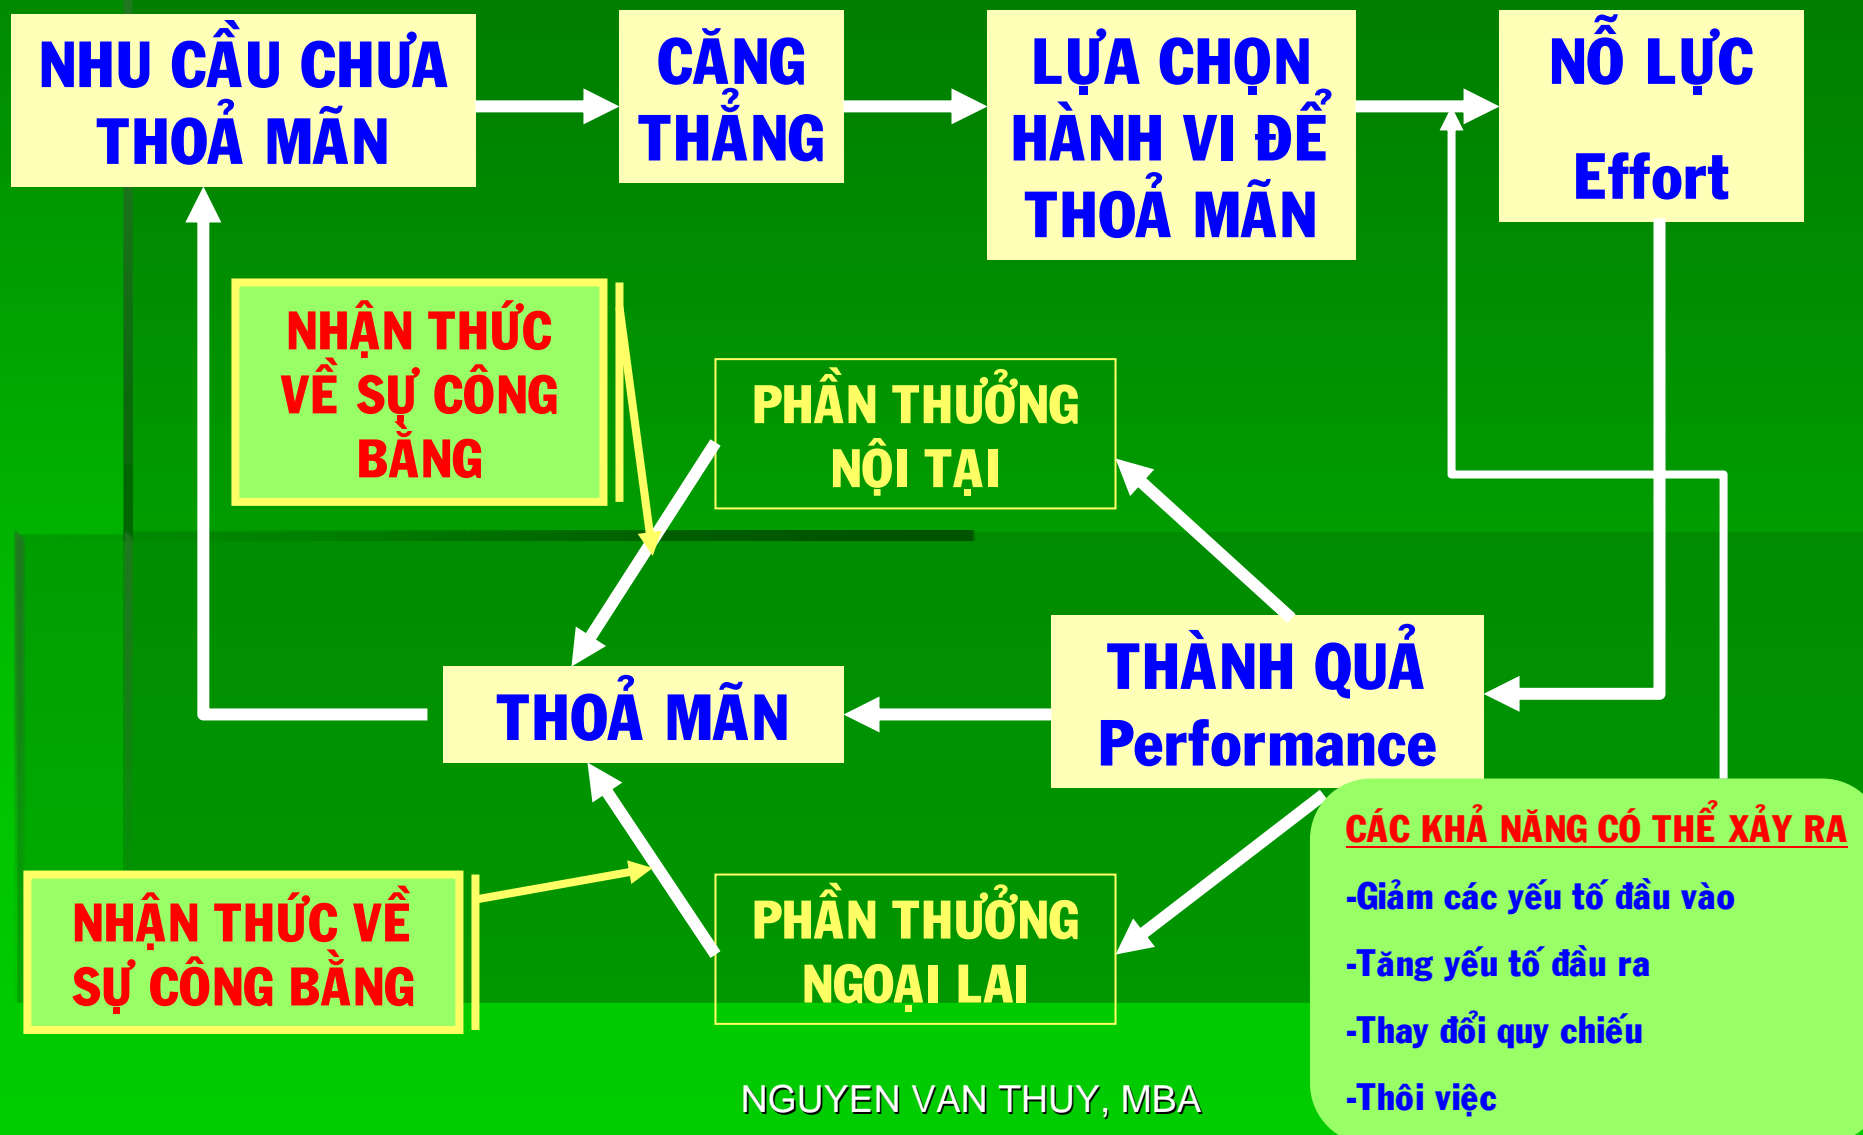 NHU CẦU CHƯA
THOẢ MÃN
CĂNG
THẲNG
LỰA CHỌN
HÀNH VI ĐỂ
THOẢ MÃN
NỖ LỰC
Effort
NHẬN THỨC
VỀ SỰ CÔNG
BẰNG
PHẦN THƯỞNG
NỘI TẠI
THOẢ MÃN
THÀNH QUẢ
Performance
NHẬN THỨC VỀ
SỰ CÔNG BẰNG
PHẦN THƯỞNG
NGOẠI LAI
CÁC KHẢ NĂNG CÓ THỂ XẢY RA
-Giảm các yếu tố đầu vào
-Tăng yếu tố đầu ra
-Thay đổi quy chiếu
-Thôi việc
NGUYEN VAN THUY, MBA